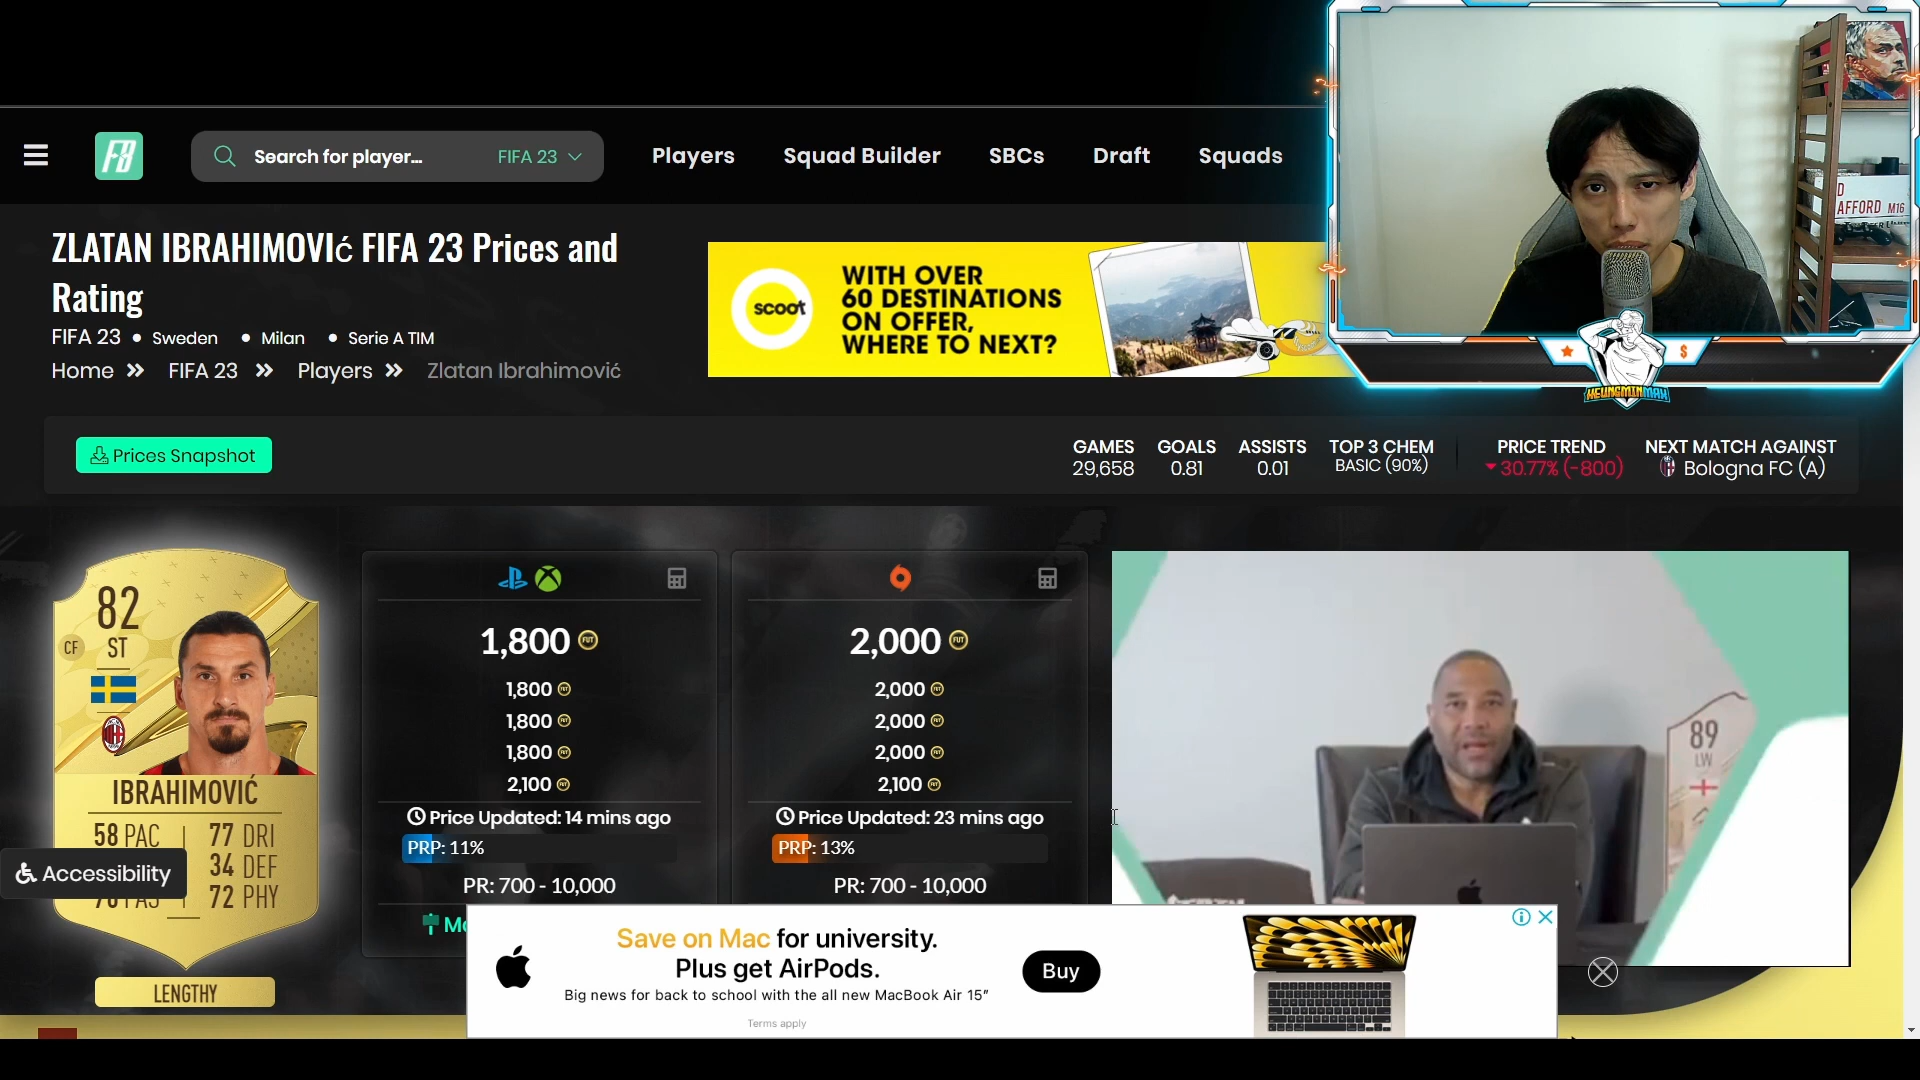 Search for player...
FIFA 23
Players
Squad Builder
SBCs
Draft
Squads
ZLATAN IBRAHIMOVIć FIFA 23 Prices and
Rating
FIFA 23 • Sweden • Milan • Serie A TIM
Home » FIFA 23 » Players » Zlatan Ibrahimović
scoot
WITH OVER
60 DESTINATIONS
ON OFFER,
WHERE TO NEXT?
D
AFFORD M16
HEUNGMINMAX
Prices Snapshot
GAMES
29,658
GOALS
0.81
ASSISTS
0.01
TOP 3 CHEM
BASIC (90%)
PRICE TREND
30.77% (-800)
NEXT MATCH AGAINST
Bologna FC (A)
82
ST
CF
IBRAHIMOVIĆ
58 PAC
77 DRI
34 DEF
72 PHY
LENGTHY
Accessibility
1,800
1,800
1,800
1,800
2,100
Price Updated: 14 mins ago
PRP: 11%
PR: 700 - 10,000
2,000
2,000
2,000
2,000
2,100
Price Updated: 23 mins ago
PRP: 13%
PR: 700 - 10,000
89
LW
Save on Mac for university.
Plus get AirPods.
Big news for back to school with the all new MacBook Air 15”
Terms apply
Buy